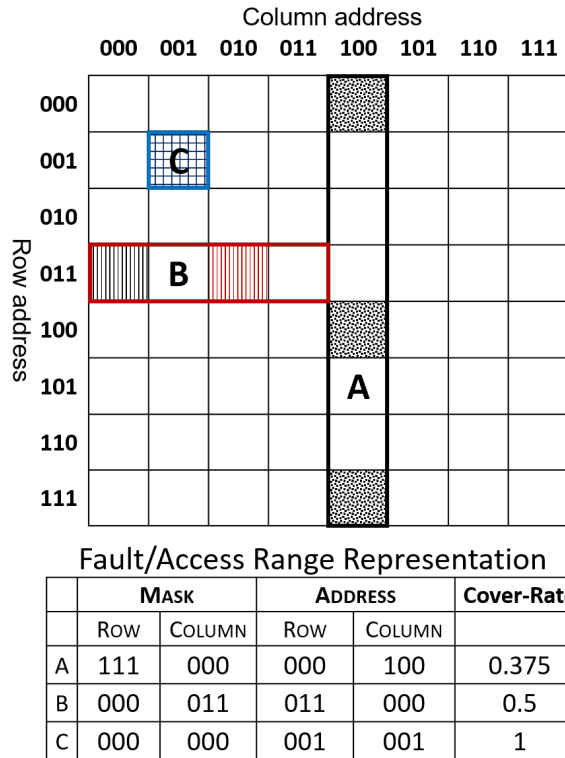 Column address
000 001 010 011 100 101 110 111
000
001 C
010
Row address
011 B
100
101 A
110
111
Fault/Access Range Representation
MASK ADDRESS Cover-Rat
ROW COLUMN ROW COLUMN
A 111 000 000 100 0.375
B 000 011 011 000 0.5
C 000 000 001 001 1